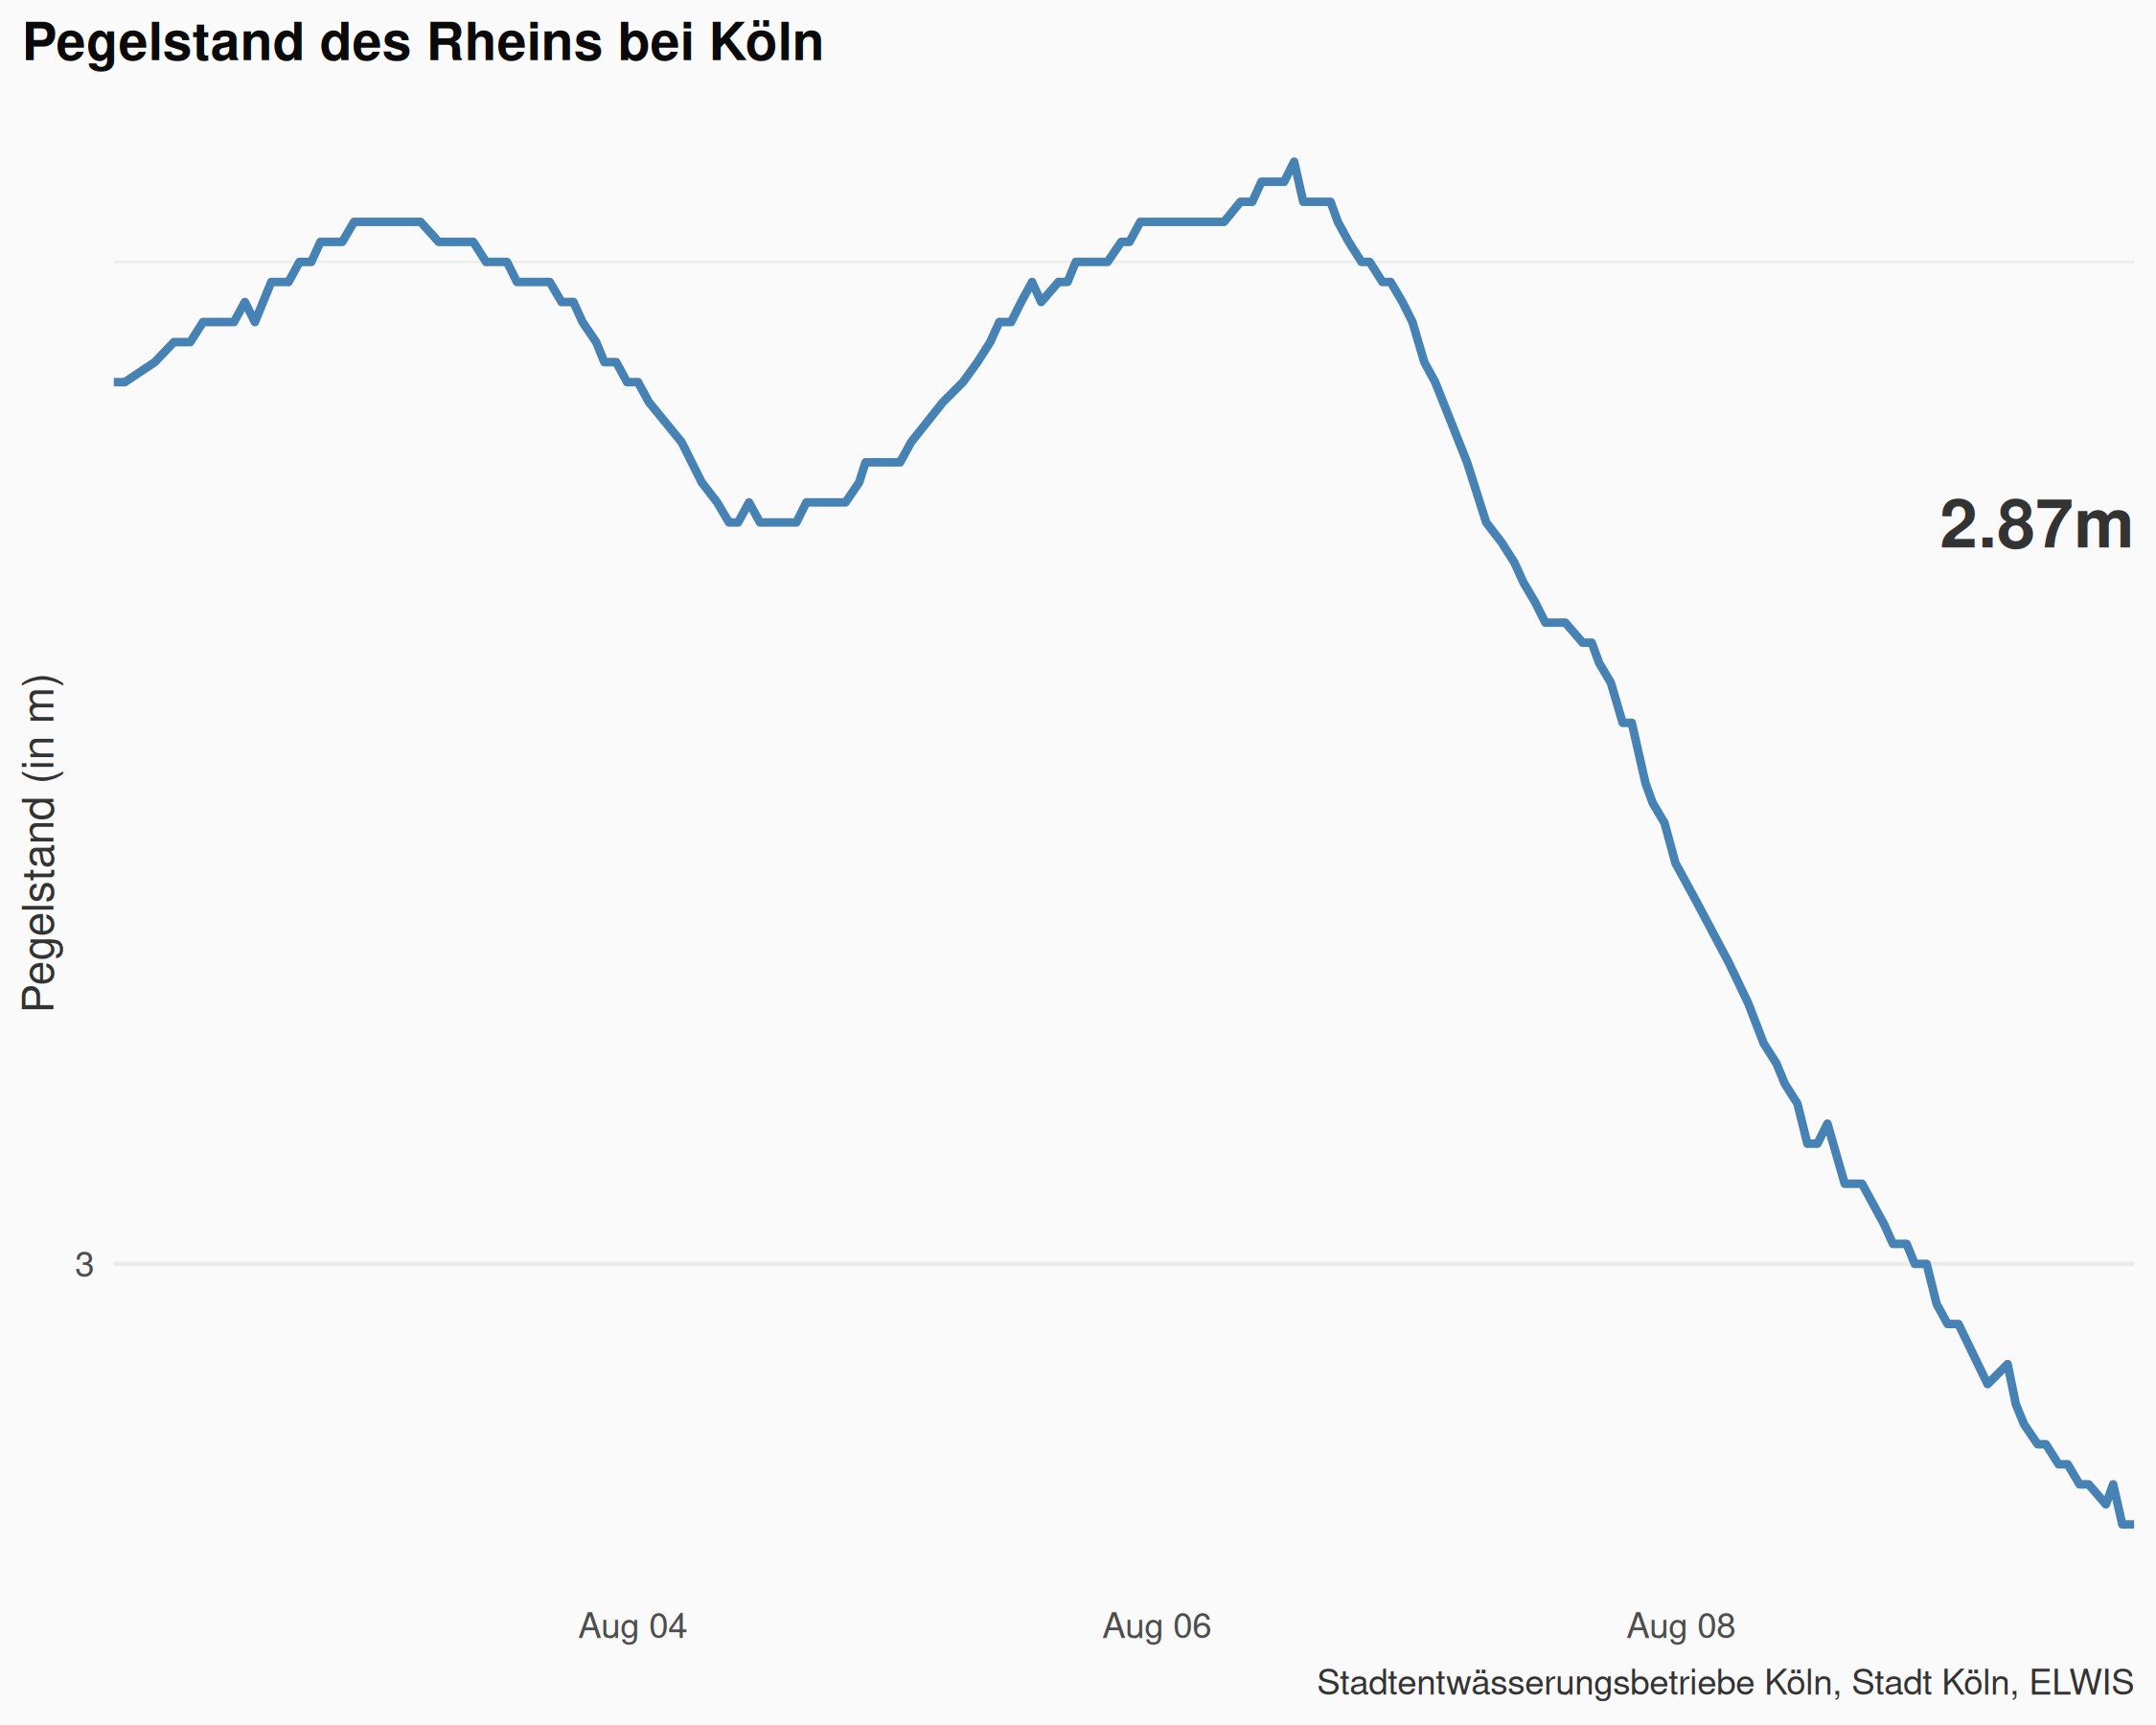 Pegelstand des Rheins bei Köln
2.87m
Pegelstand (in m)
3
Aug 04
Aug 06
Aug 08
Stadtentwässerungsbetriebe Köln, Stadt Köln, ELWIS